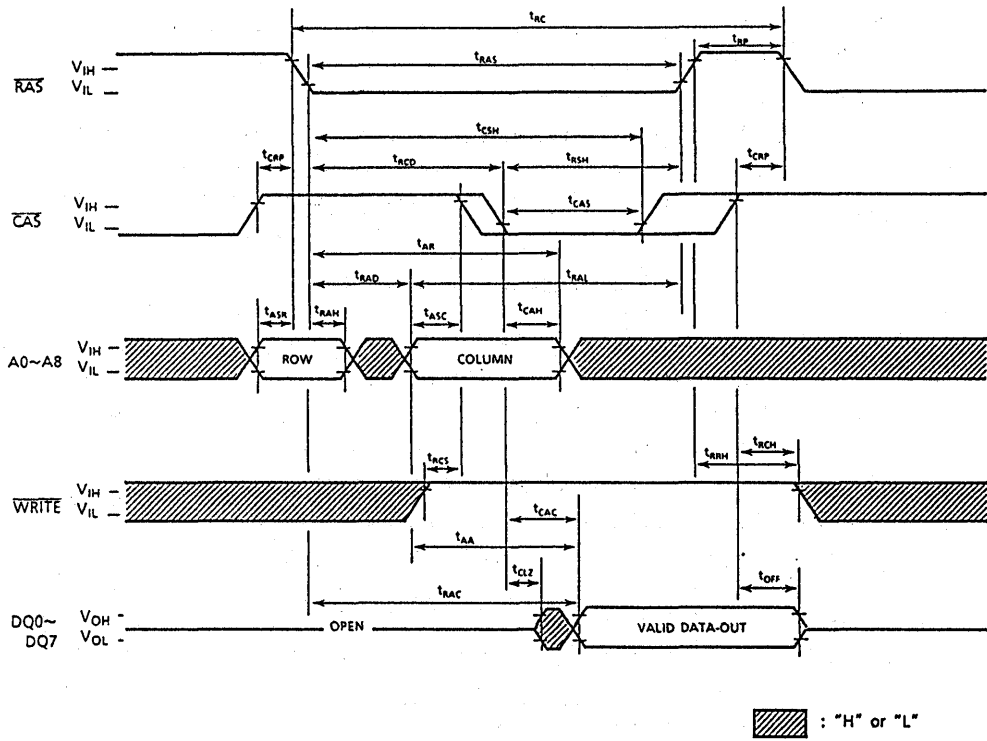 tRC
tRP
tRAS
RAS VIH
VIL
tCSH
tCRP tRCD tRSH tCRP
CAS VIH
VIL
tCAS
tAR
tRAD tRAL
tASR tRAH tASC tCAH
A0~A8 VIH
VIL
ROW COLUMN
tRCS tRCH
tRRH
WRITE VIH
VIL
tCAC
tAA
tCLZ tOFF
tRAC
DQ0~ VOH
DQ7 VOL
OPEN VALID DATA-OUT
: "H" or "L"